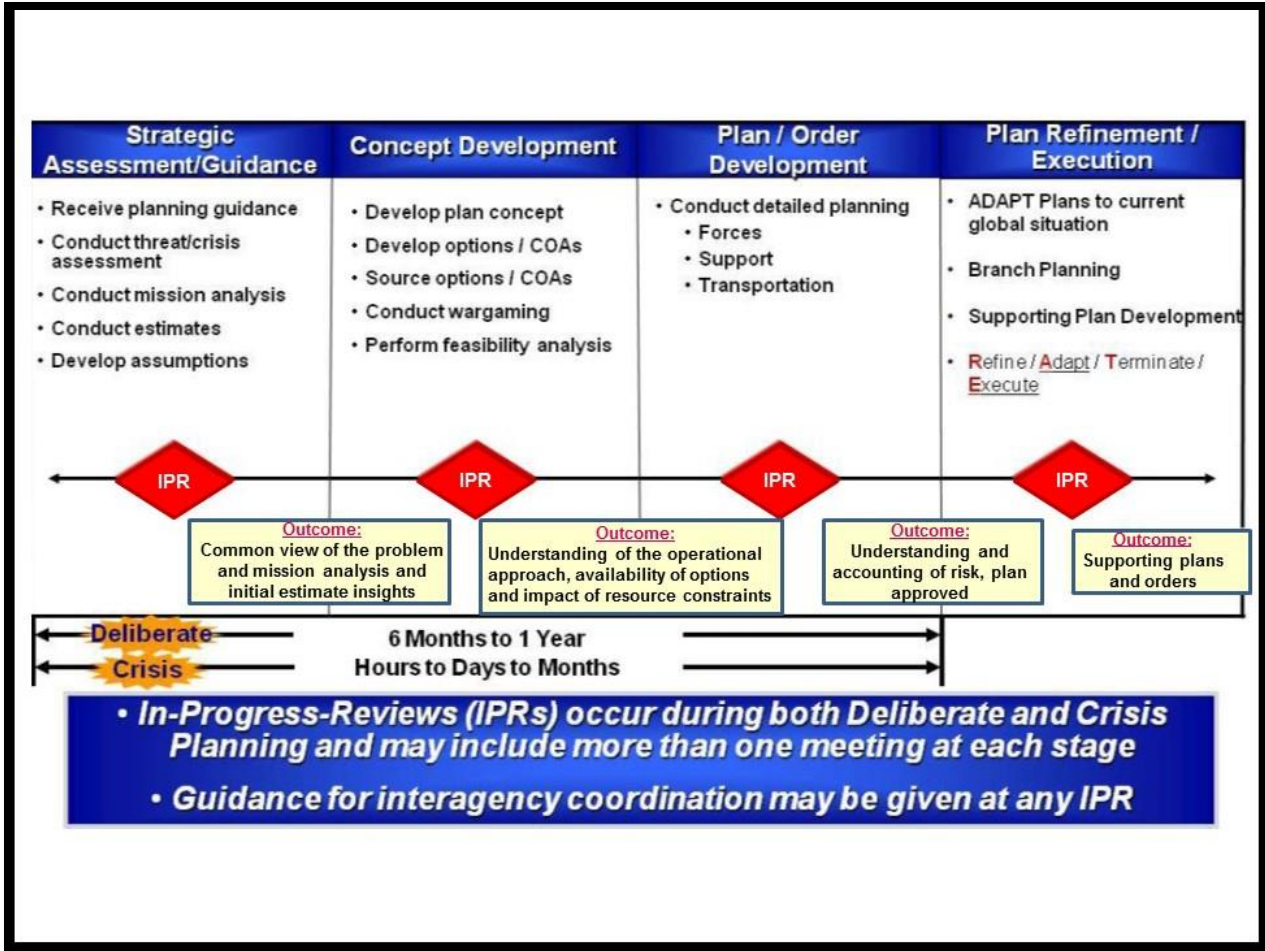 Strategic
Assessment/Guidance
• Receive planning guidance
• Conduct threat/crisis
assessment
• Conduct mission analysis
• Conduct estimates
• Develop assumptions
Concept Development
• Develop plan concept
• Develop options / COAs
• Source options / COAs
• Conduct wargaming
• Perform feasibility analysis
Plan / Order
Development
• Conduct detailed planning
• Forces
• Support
• Transportation
Plan Refinement /
Execution
• ADAPT Plans to current
global situation
• Branch Planning
• Supporting Plan Development
• Refine / Adapt / Terminate /
Execute
IPR
IPR
IPR
IPR
Outcome:
Common view of the problem
and mission analysis and
initial estimate insights
Outcome:
Understanding of the operational
approach, availability of options
and impact of resource constraints
Outcome:
Understanding and
accounting of risk, plan
approved
Outcome:
Supporting plans
and orders
Deliberate 6 Months to 1 Year
Crisis Hours to Days to Months
• In-Progress-Reviews (IPRs) occur during both Deliberate and Crisis
Planning and may include more than one meeting at each stage
• Guidance for interagency coordination may be given at any IPR